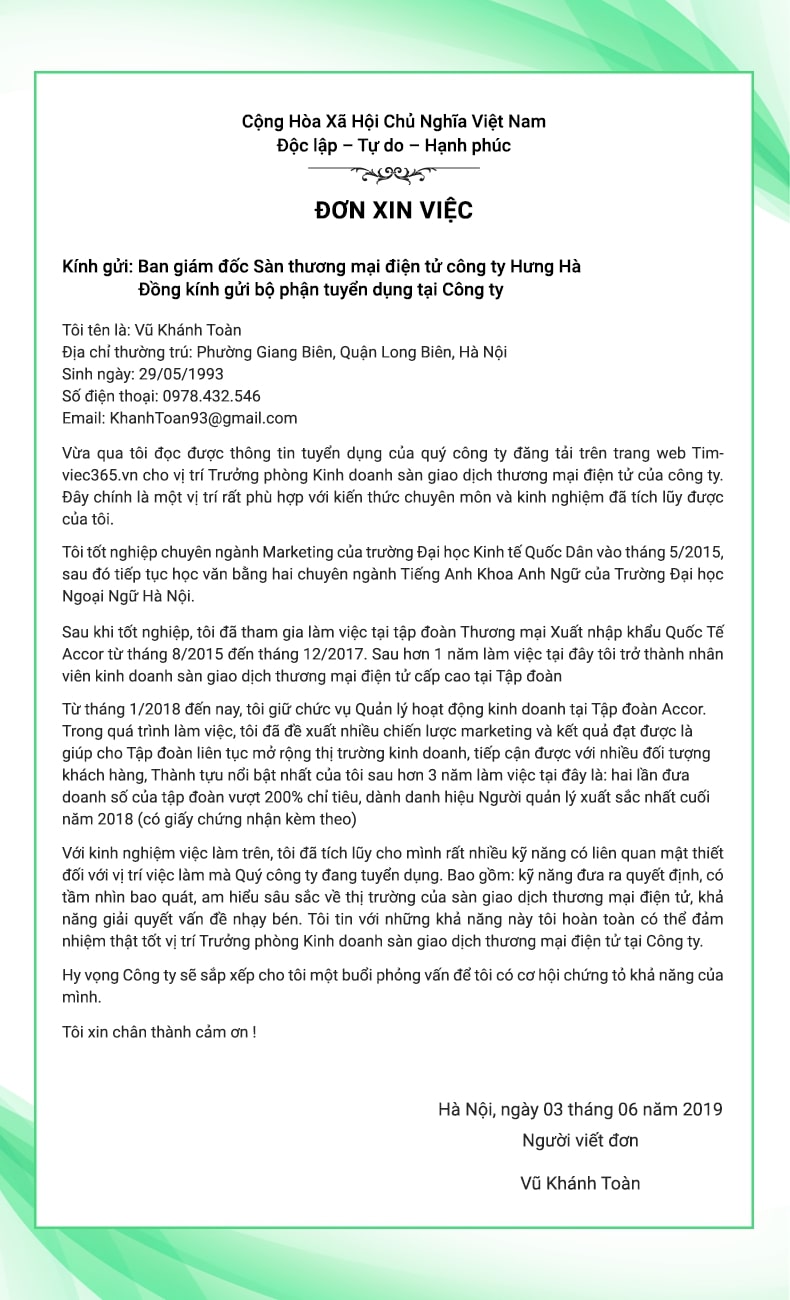 Cộng Hòa Xã Hội Chủ Nghĩa Việt Nam
Độc lập – Tự do – Hạnh phúc
ĐƠN XIN VIỆC
Kính gửi: Ban giám đốc Sàn thương mại điện tử công ty Hưng Hà
Đồng kính gửi bộ phận tuyển dụng tại Công ty
Tôi tên là: Vũ Khánh Toàn
Địa chỉ thường trú: Phường Giang Biên, Quận Long Biên, Hà Nội
Sinh ngày: 29/05/1993
Số điện thoại: 0978.432.546
Email: KhanhToan93@gmail.com
Vừa qua tôi đọc được thông tin tuyển dụng của quý công ty đăng tải trên trang web Tim-
viec365.vn cho vị trí Trưởng phòng Kinh doanh sàn giao dịch thương mại điện tử của công ty.
Đây chính là một vị trí rất phù hợp với kiến thức chuyên môn và kinh nghiệm đã tích lũy được
của tôi.
Tôi tốt nghiệp chuyên ngành Marketing của trường Đại học Kinh tế Quốc Dân vào tháng 5/2015,
sau đó tiếp tục học văn bằng hai chuyên ngành Tiếng Anh Khoa Anh Ngữ của Trường Đại học
Ngoại Ngữ Hà Nội.
Sau khi tốt nghiệp, tôi đã tham gia làm việc tại tập đoàn Thương mại Xuất nhập khẩu Quốc Tế
Accor từ tháng 8/2015 đến tháng 12/2017. Sau hơn 1 năm làm việc tại đây tôi trở thành nhân
viên kinh doanh sàn giao dịch thương mại điện tử cấp cao tại Tập đoàn
Từ tháng 1/2018 đến nay, tôi giữ chức vụ Quản lý hoạt động kinh doanh tại Tập đoàn Accor.
Trong quá trình làm việc, tôi đã đề xuất nhiều chiến lược marketing và kết quả đạt được là
giúp cho Tập đoàn liên tục mở rộng thị trường kinh doanh, tiếp cận được với nhiều đối tượng
khách hàng, Thành tựu nổi bật nhất của tôi sau hơn 3 năm làm việc tại đây là: hai lần đưa
doanh số của tập đoàn vượt 200% chỉ tiêu, dành danh hiệu Người quản lý xuất sắc nhất cuối
năm 2018 (có giấy chứng nhận kèm theo)
Với kinh nghiệm việc làm trên, tôi đã tích lũy cho mình rất nhiều kỹ năng có liên quan mật thiết
đối với vị trí việc làm mà Quý công ty đang tuyển dụng. Bao gồm: kỹ năng đưa ra quyết định, có
tầm nhìn bao quát, am hiểu sâu sắc về thị trường của sàn giao dịch thương mại điện tử, khả
năng giải quyết vấn đề nhạy bén. Tôi tin với những khả năng này tôi hoàn toàn có thể đảm
nhiệm thật tốt vị trí Trưởng phòng Kinh doanh sàn giao dịch thương mại điện tử tại Công ty.
Hy vọng Công ty sẽ sắp xếp cho tôi một buổi phỏng vấn để tôi có cơ hội chứng tỏ khả năng của
mình.
Tôi xin chân thành cảm ơn !
Hà Nội, ngày 03 tháng 06 năm 2019
Người viết đơn
Vũ Khánh Toàn